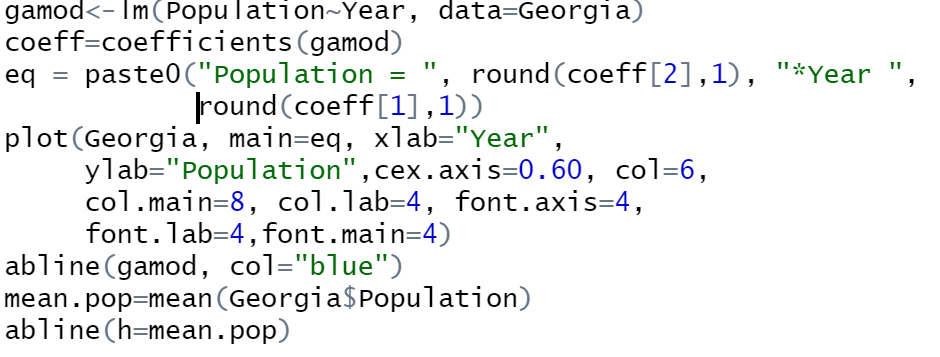 gamod<-lm(Population~Year, data=Georgia)
coeff=coefficients(gamod)
eq = paste0("Population = ", round(coeff[2],1), "*Year ",
            round(coeff[1],1))
plot(Georgia, main=eq, xlab="Year",
     ylab="Population",cex.axis=0.60, col=6,
     col.main=8, col.lab=4, font.axis=4,
     font.lab=4,font.main=4)
abline(gamod, col="blue")
mean.pop=mean(Georgia$Population)
abline(h=mean.pop)